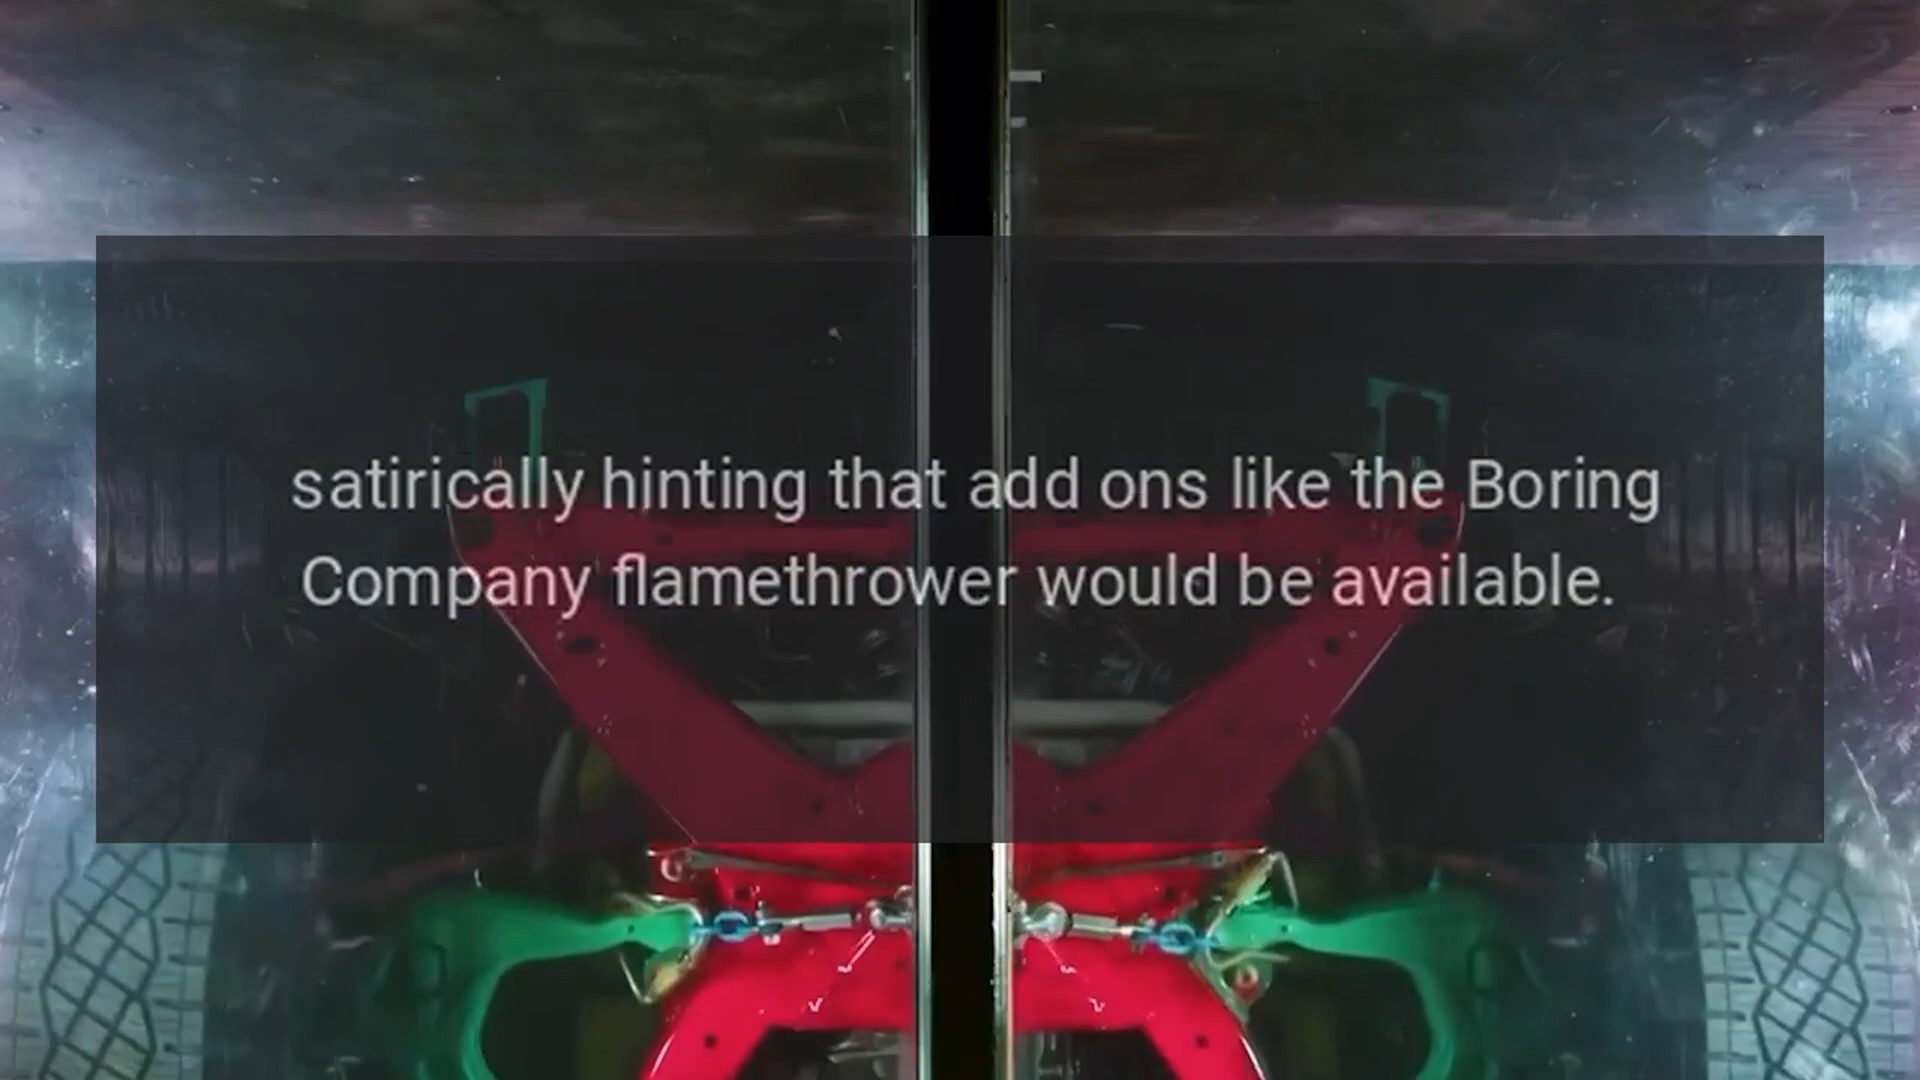 satirically hinting that add ons like the Boring
Company flamethrower would be available.